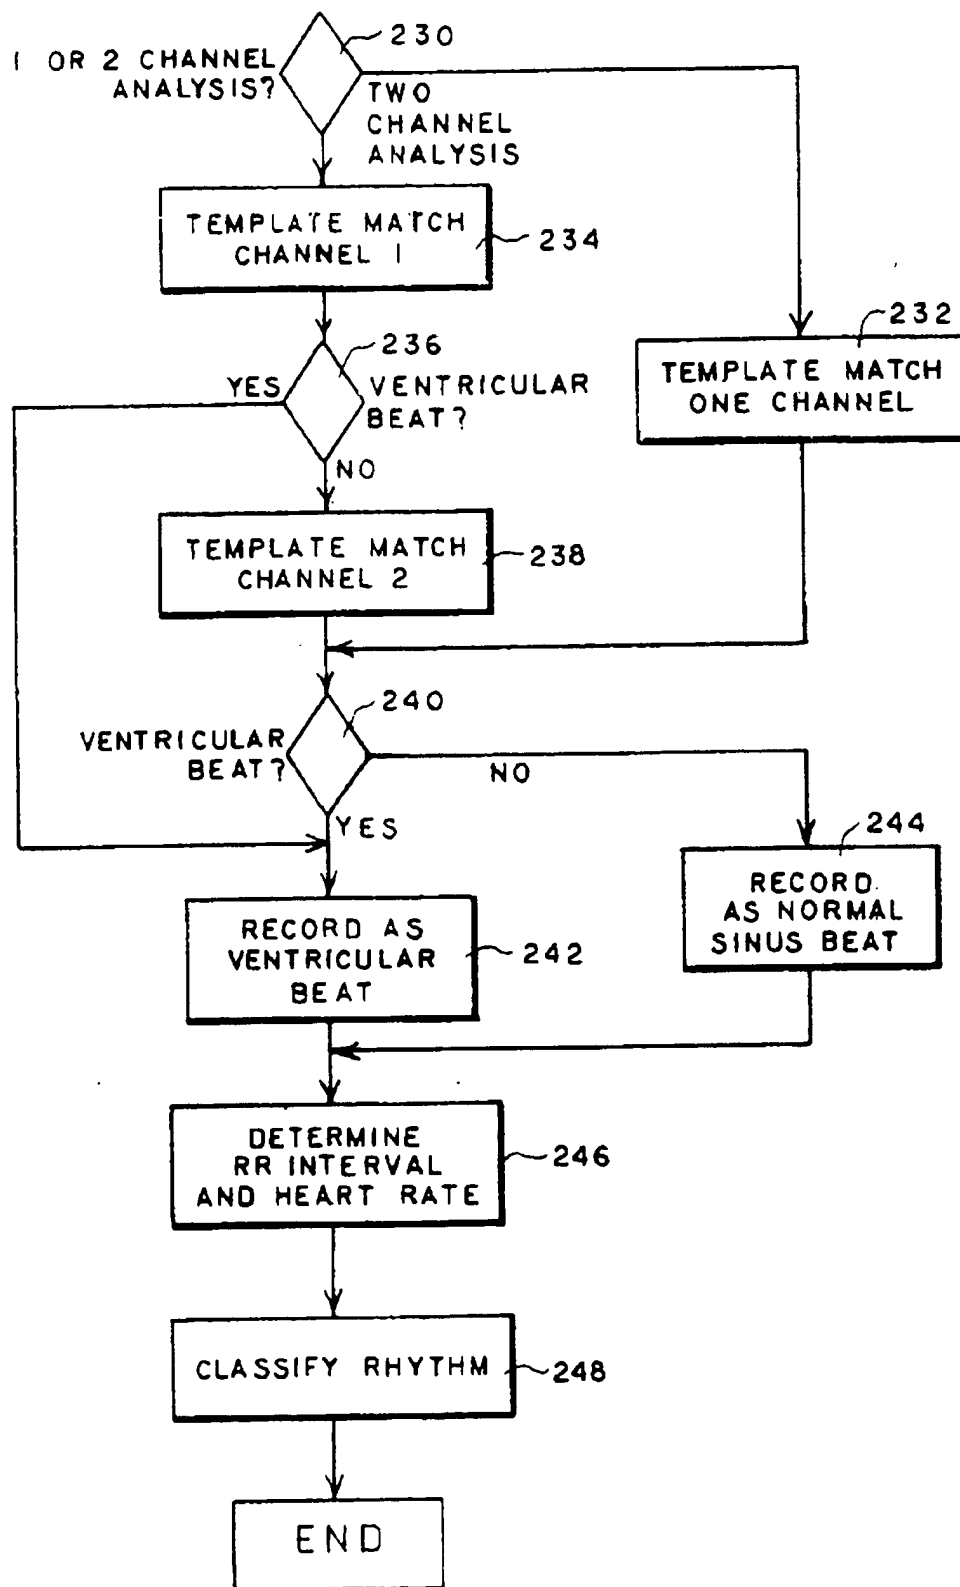 230
1 OR 2 CHANNEL
ANALYSIS?
TWO
CHANNEL
ANALYSIS
TEMPLATE MATCH
CHANNEL 1
234
232
TEMPLATE MATCH
ONE CHANNEL
236
YES
VENTRICULAR
BEAT?
NO
TEMPLATE MATCH
CHANNEL 2
238
240
VENTRICULAR
BEAT?
NO
YES
244
RECORD
AS NORMAL
SINUS BEAT
RECORD AS
VENTRICULAR
BEAT
242
DETERMINE
RR INTERVAL
AND HEART RATE
246
CLASSIFY RHYTHM
248
END